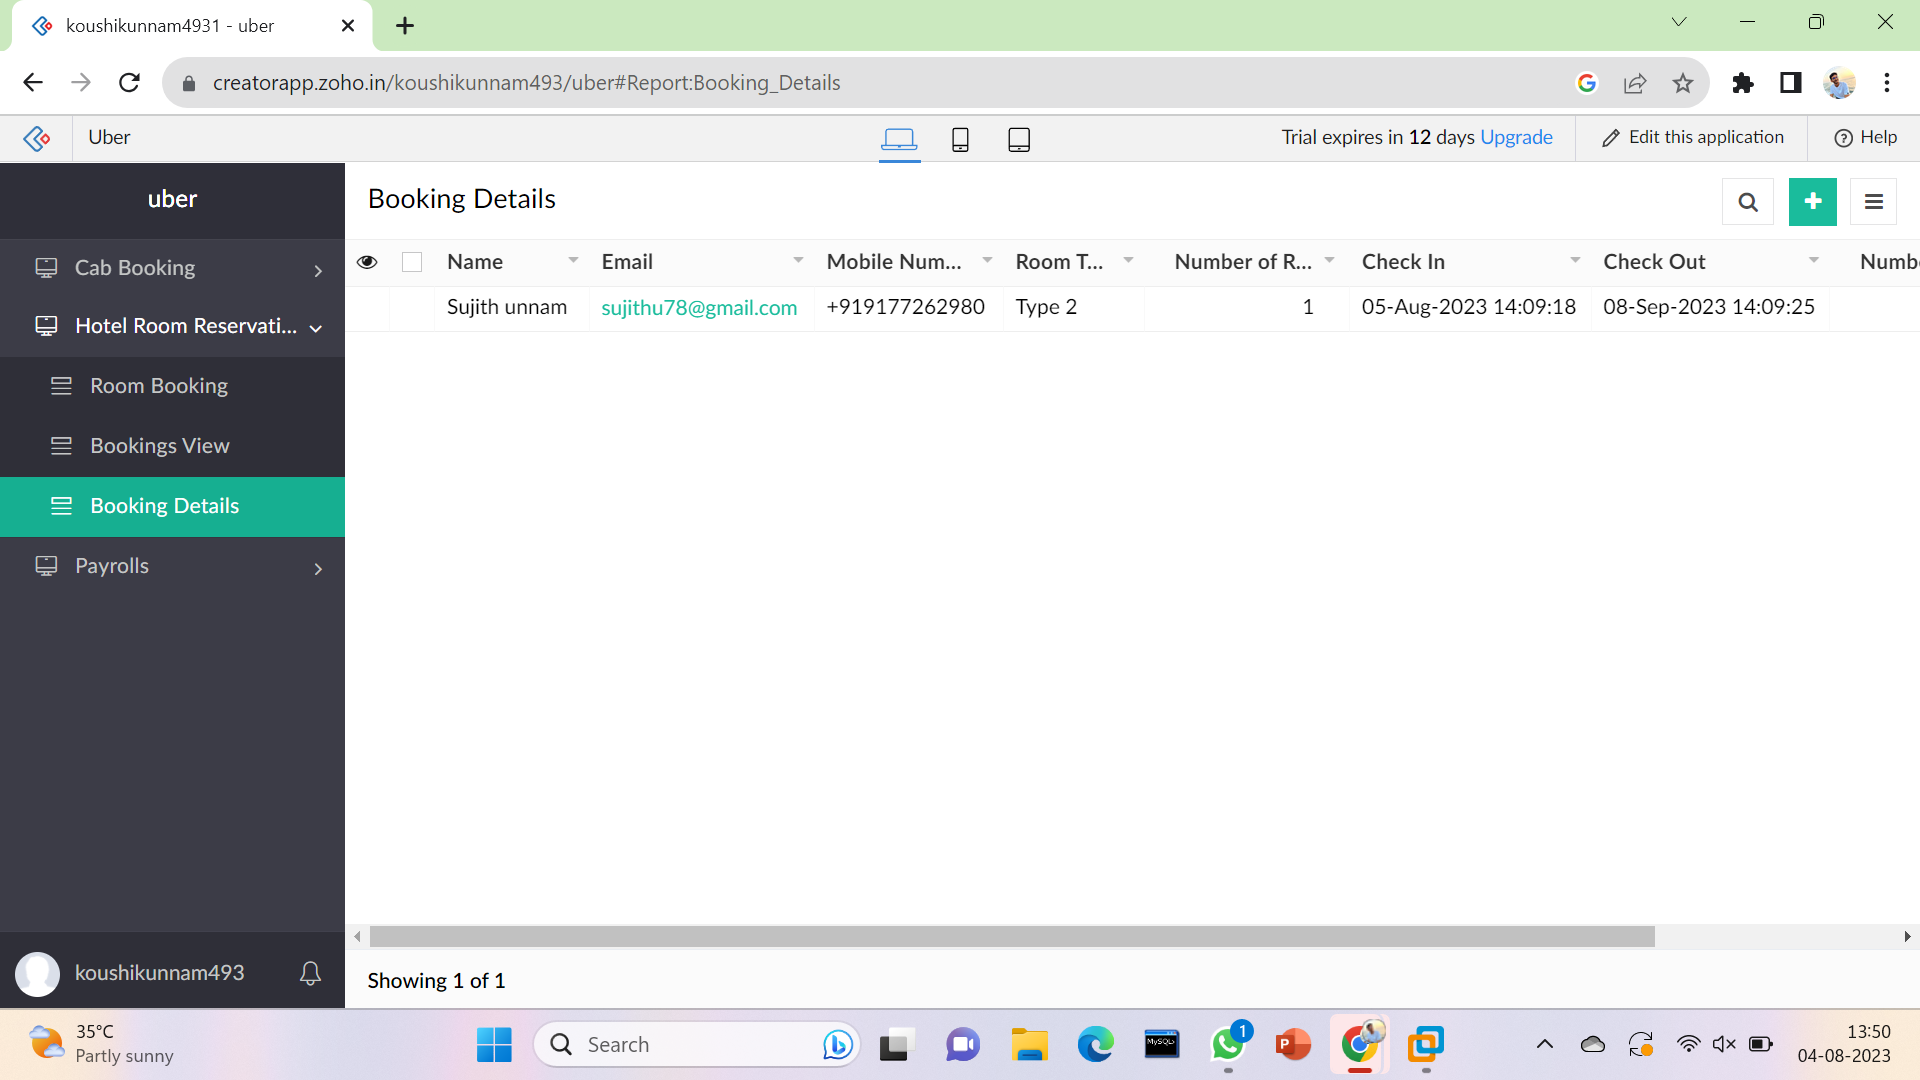 koushikunnam4931 - uber
creatorapp.zoho.in/koushikunnam493/uber#Report:Booking_Details
Uber
Trial expires in 12 days Upgrade
Edit this application
Help
uber
Cab Booking
Hotel Room Reservati...
Room Booking
Bookings View
Booking Details
Payrolls
koushikunnam493
Booking Details
Name Email Mobile Num... Room T... Number of R... Check In Check Out Numb
Sujith unnam sujithu78@gmail.com +919177262980 Type 2 1 05-Aug-2023 14:09:18 08-Sep-2023 14:09:25
Showing 1 of 1
35°C
Partly sunny
Search
MySQL
1
P
13:50
04-08-2023